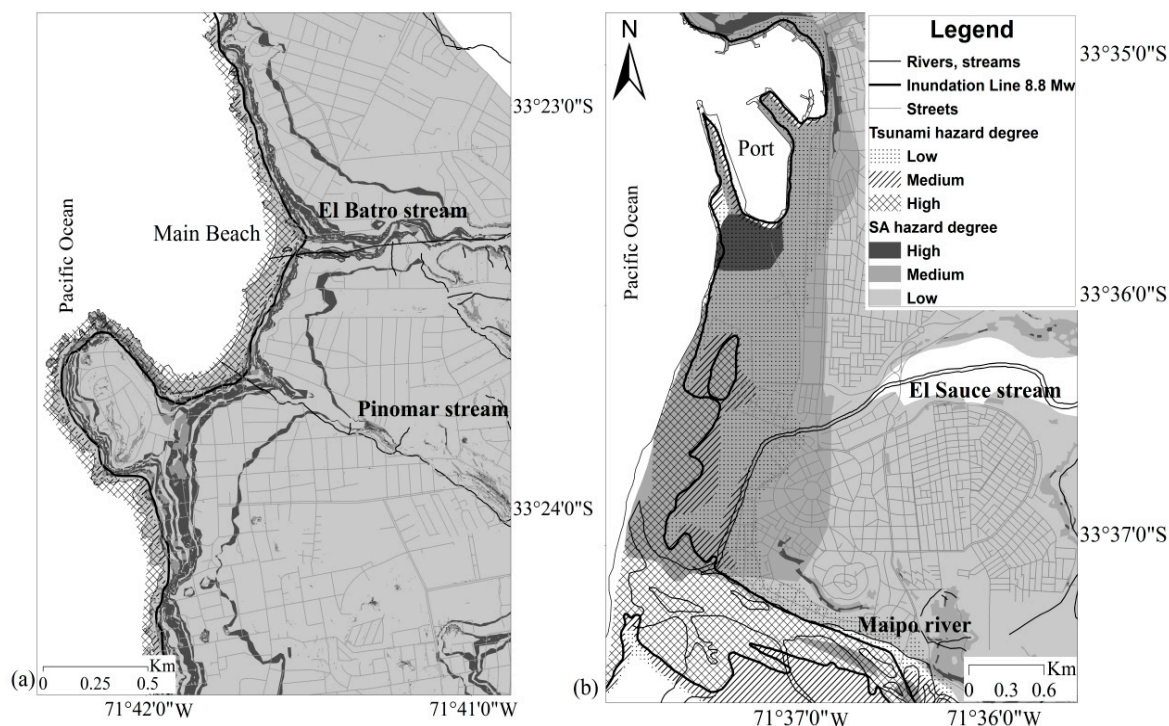 Pacific Ocean
Main Beach
El Batro stream
Pinomar stream
33°23'0"S
33°24'0"S
(a)
Km
0 0.25 0.5
71°42'0"W
71°41'0"W
N
Pacific Ocean
Port
El Sauce stream
Maipo river
Legend
Rivers, streams
Inundation Line 8.8 Mw
Streets
Tsunami hazard degree
Low
Medium
High
SA hazard degree
High
Medium
Low
33°35'0"S
33°36'0"S
33°37'0"S
(b)
Km
0 0.3 0.6
71°37'0"W
71°36'0"W